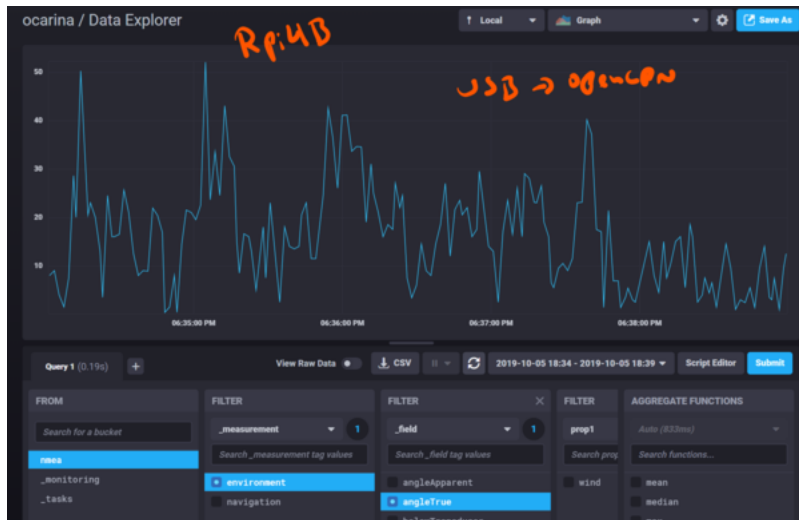 ocarina / Data Explorer
Local
Graph
Save As
Rpi4B
USB → OpenCPN
50
40
30
20
10
06:35:00 PM
06:36:00 PM
06:37:00 PM
06:38:00 PM
Query 1 (0.19s)
+
View Raw Data
CSV
2019-10-05 18:34 - 2019-10-05 18:39
Script Editor
Submit
FROM
Search for a bucket
nmea
_monitoring
_tasks
FILTER
_measurement
1
Search _measurement tag values
environment
navigation
FILTER
_field
1
Search _field tag values
angleApparent
angleTrue
FILTER
prop1
Search prop
wind
AGGREGATE FUNCTIONS
Auto (833ms)
Search functions...
mean
median